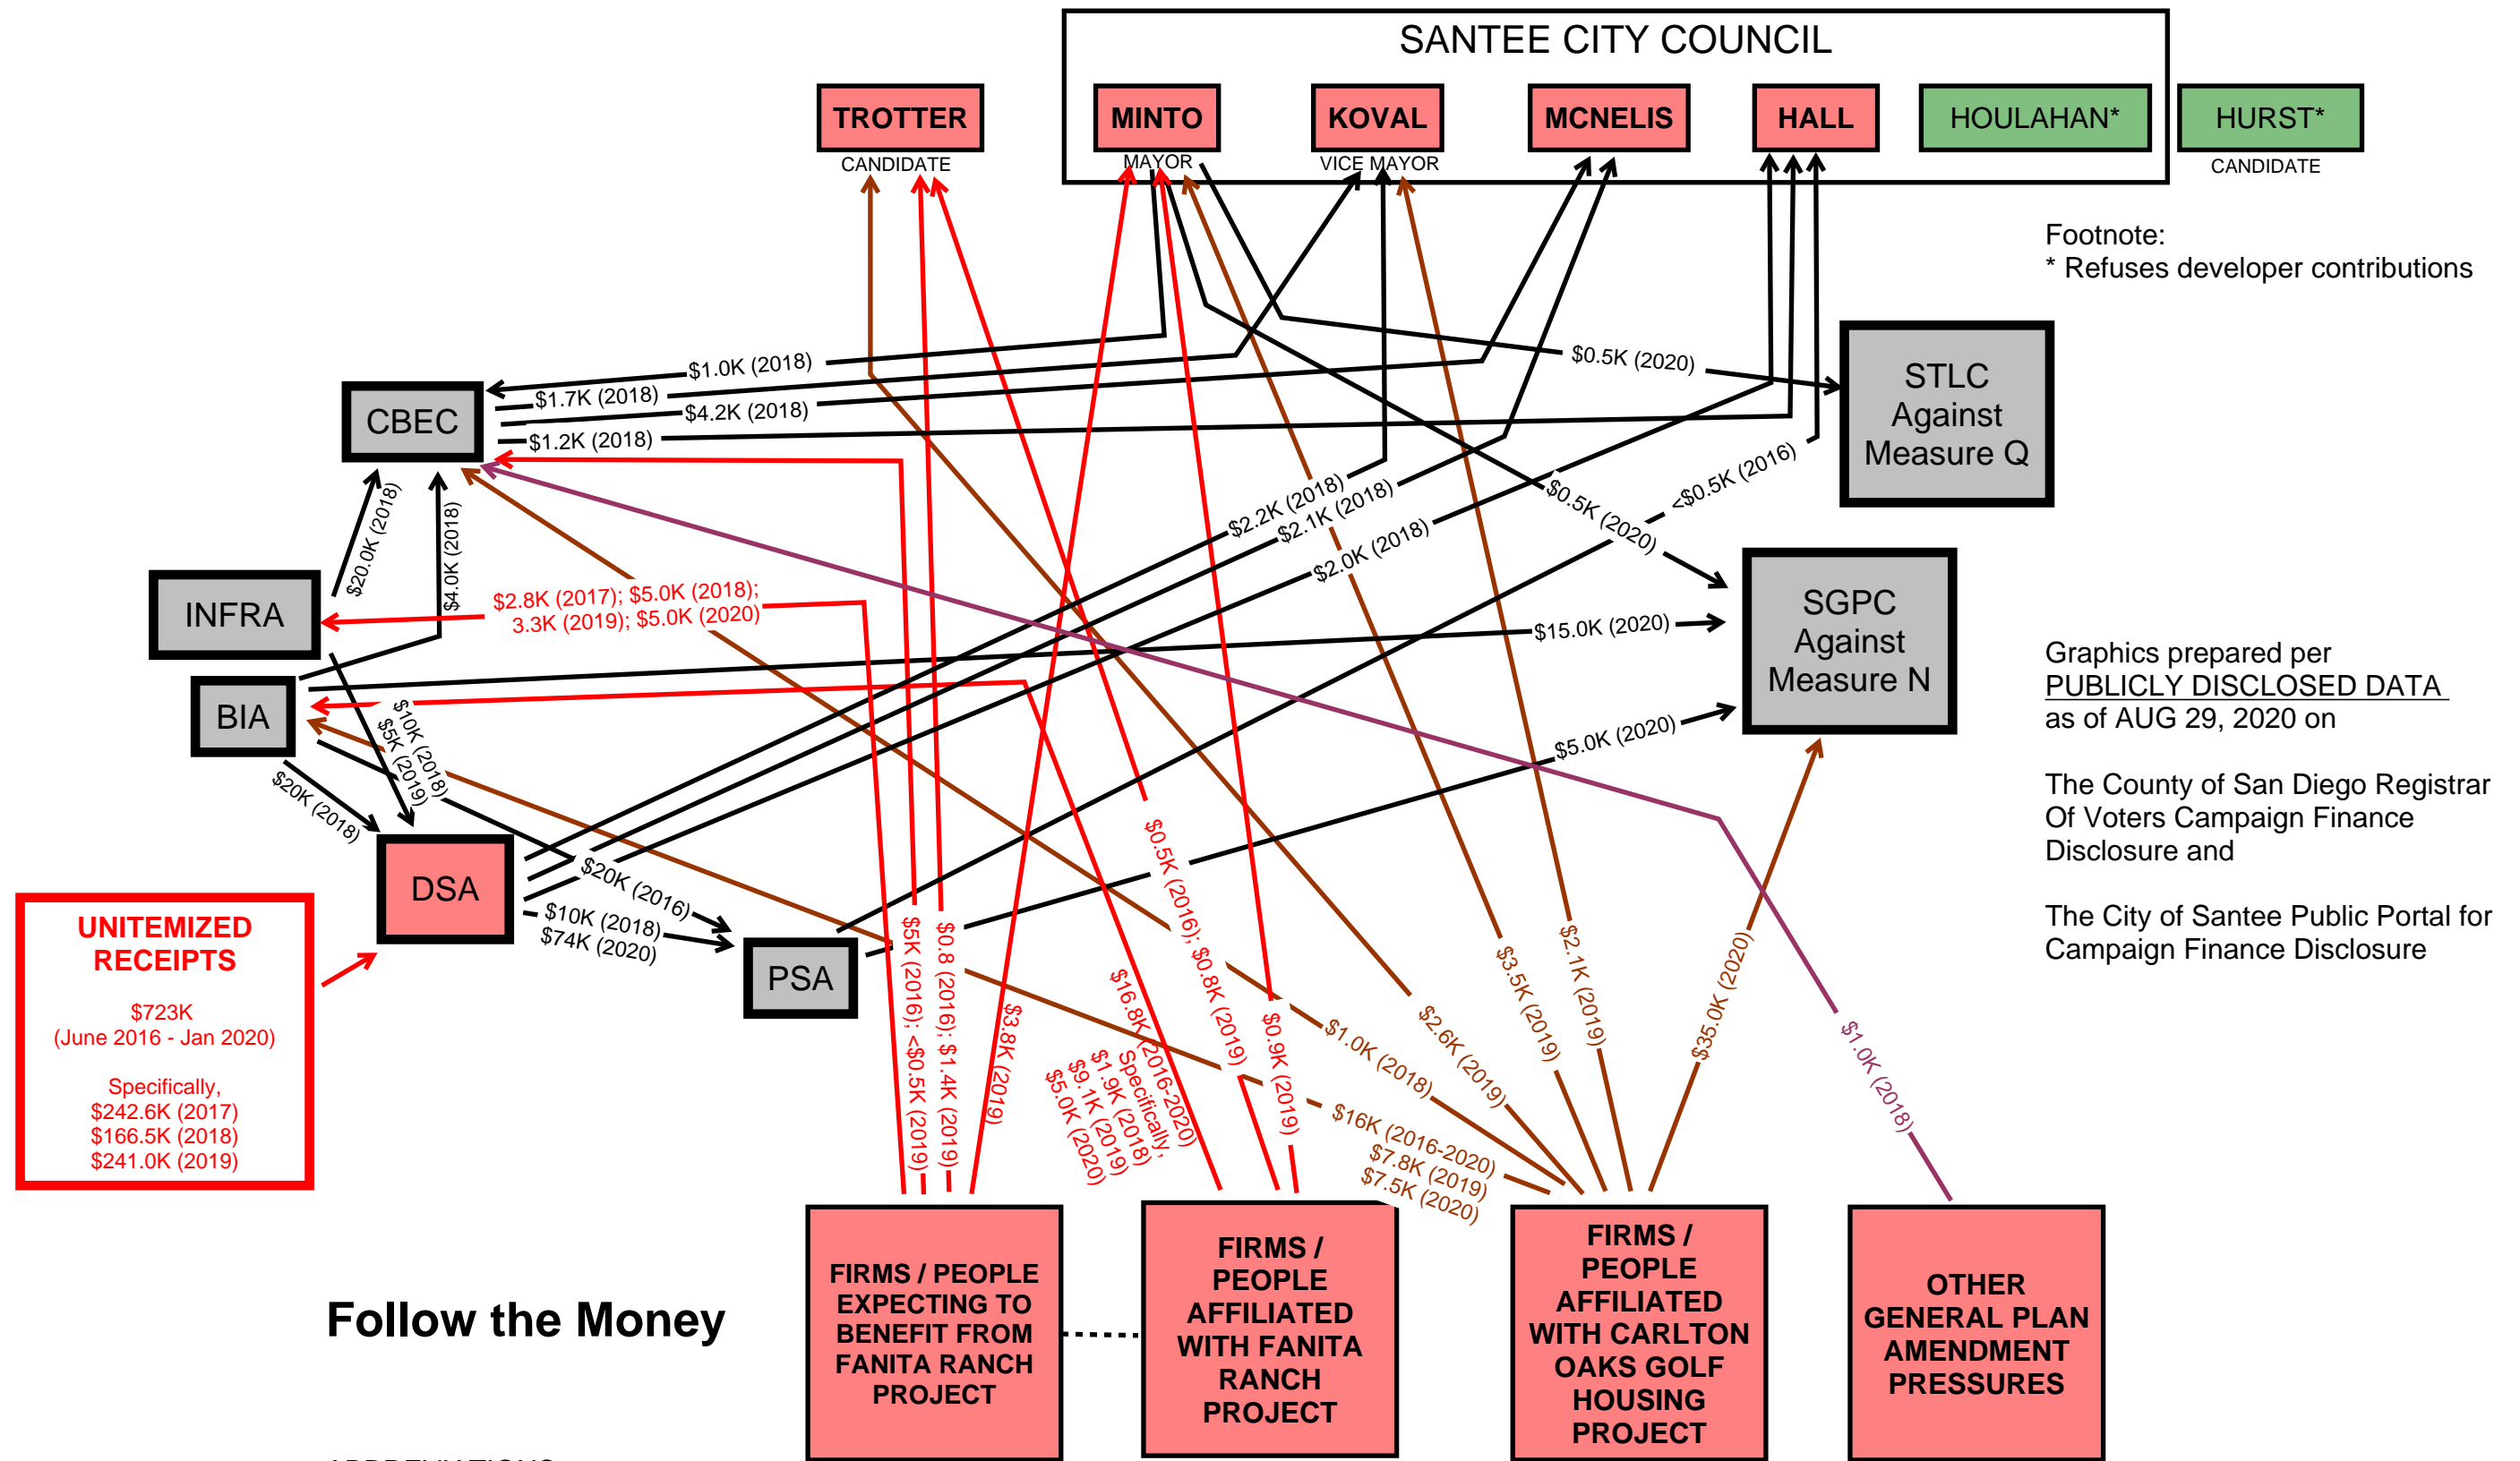 SANTEE CITY COUNCIL
TROTTER
CANDIDATE
MINTO
MAYOR
KOVAL
VICE MAYOR
MCNELIS
HALL
HOULAHAN*
HURST*
CANDIDATE
Footnote:
* Refuses developer contributions
STLC
Against
Measure Q
SGPC
Against
Measure N
CBEC
INFRA
BIA
DSA
PSA
$1.0K (2018)
$1.7K (2018)
$4.2K (2018)
$1.2K (2018)
$0.5K (2020)
$20.0K (2018)
$4.0K (2018)
$2.2K (2018)
$2.1K (2018)
$2.0K (2018)
$0.5K (2020)
<$0.5K (2016)
$2.8K (2017); $5.0K (2018);
3.3K (2019); $5.0K (2020)
$15.0K (2020)
$10K (2018)
$5K (2019)
$20K (2018)
$5.0K (2020)
$20K (2016)
$10K (2018)
$74K (2020)
UNITEMIZED
RECEIPTS
$723K
(June 2016 - Jan 2020)
Specifically,
$242.6K (2017)
$166.5K (2018)
$241.0K (2019)
$5K (2016); <$0.5K (2019)
$0.8 (2016); $1.4K (2019)
$3.8K (2019)
$16.8K (2016-2020)
Specifically,
$1.9K (2018)
$9.1K (2019)
$5.0K (2020)
$0.5K (2016); $0.8K (2019)
$0.9K (2019)
$1.0K (2018)
$16K (2016-2020)
$7.8K (2019)
$7.5K (2020)
$2.6K (2019)
$3.5K (2019)
$2.1K (2019)
$35.0K (2020)
$1.0K (2018)
Graphics prepared per
PUBLICLY DISCLOSED DATA
as of AUG 29, 2020 on
The County of San Diego Registrar
Of Voters Campaign Finance
Disclosure and
The City of Santee Public Portal for
Campaign Finance Disclosure
Follow the Money
FIRMS / PEOPLE
EXPECTING TO
BENEFIT FROM
FANITA RANCH
PROJECT
FIRMS /
PEOPLE
AFFILIATED
WITH FANITA
RANCH
PROJECT
FIRMS /
PEOPLE
AFFILIATED
WITH CARLTON
OAKS GOLF
HOUSING
PROJECT
OTHER
GENERAL PLAN
AMENDMENT
PRESSURES